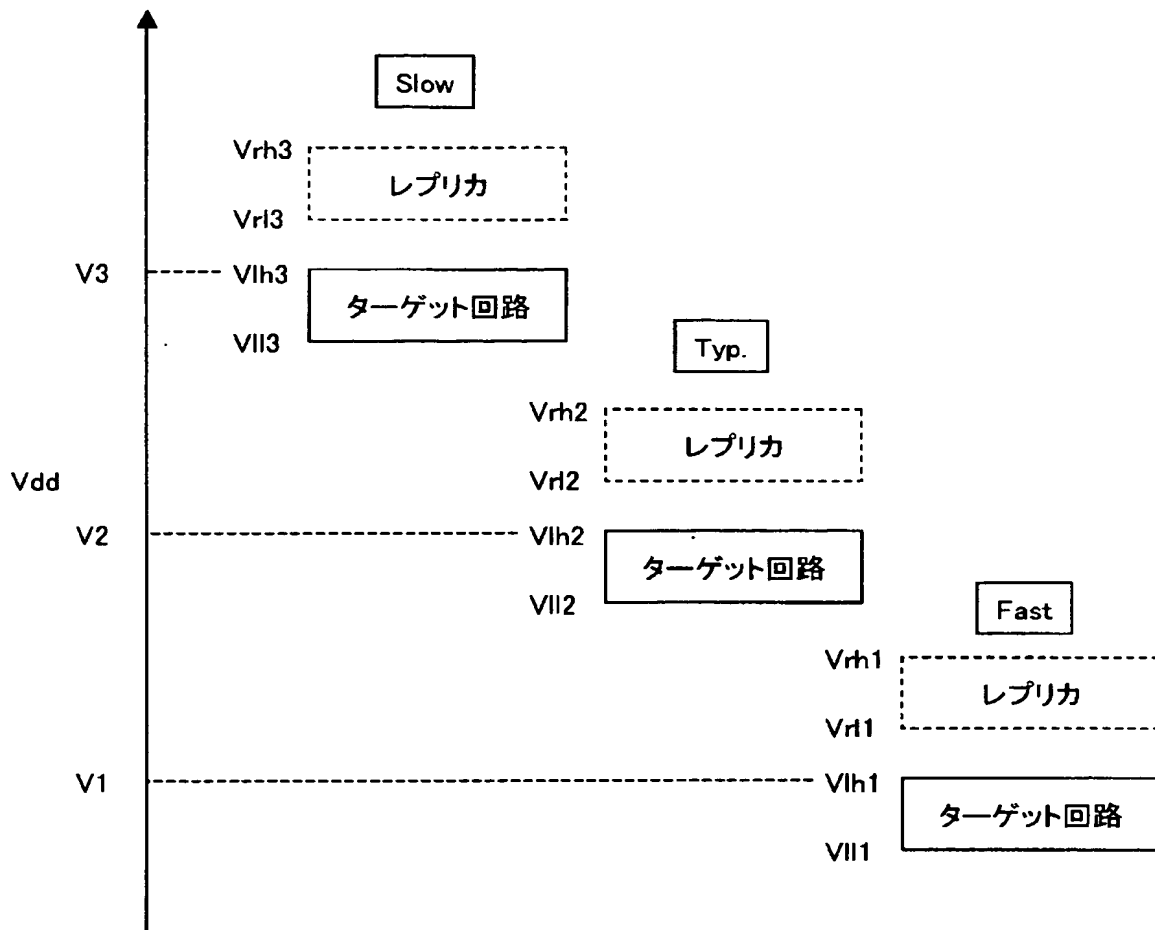 Slow
Vrh3
レプリカ
Vrl3
V3
Vlh3
ターゲット回路
Vll3
Typ.
Vrh2
レプリカ
Vdd
Vrl2
V2
Vlh2
ターゲット回路
Vll2
Fast
Vrh1
レプリカ
Vrl1
V1
Vlh1
ターゲット回路
Vll1